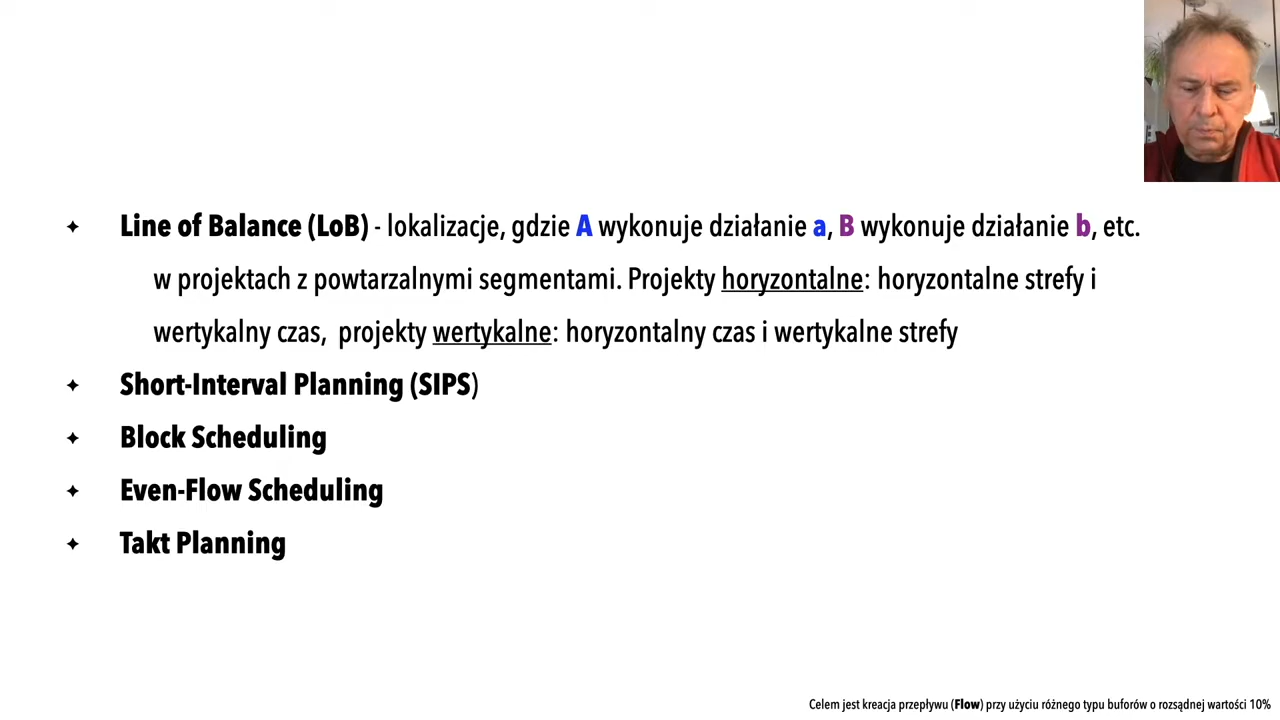 Line of Balance (LoB) - lokalizacje, gdzie A wykonuje działanie a, B wykonuje działanie b, etc.
w projektach z powtarzalnymi segmentami. Projekty horyzontalne: horyzontalne strefy i
wertykalny czas, projekty wertykalne: horyzontalny czas i wertykalne strefy
Short-Interval Planning (SIPS)
Block Scheduling
Even-Flow Scheduling
Takt Planning
Celem jest kreacja przepływu (Flow) przy użyciu różnego typu buforów o rozsądnej wartości 10%